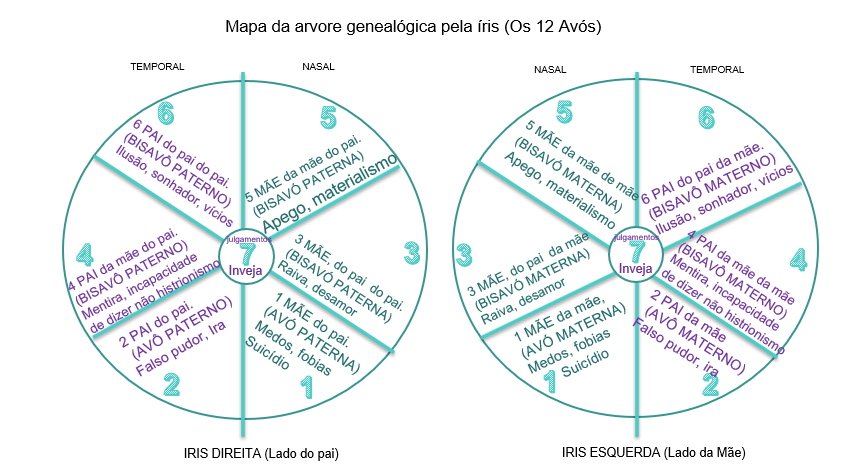 Mapa da arvore genealógica pela íris (Os 12 Avós)
TEMPORAL
NASAL
6
6 PAI do pai do pai.
(BISAVÔ PATERNO)
Ilusão, sonhador, vícios
5
5 MÃE da mãe do pai.
(BISAVÓ PATERNA)
Apego, materialismo
4
4 PAI da mãe do pai.
(BISAVÔ PATERNO)
Mentira, incapacidade
de dizer não histrionismo
julgamentos
7
Inveja
3
3 MÃE, do pai do pai.
(BISAVÓ PATERNA)
Raiva, desamor
2 PAI do pai.
(AVÔ PATERNO)
Falso pudor, Ira
2
1 MÃE do pai.
(AVÓ PATERNA)
Medos, fobias
Suicídio
1
IRIS DIREITA (Lado do pai)
NASAL
TEMPORAL
5
5 MÃE da mãe de mãe
(BISAVÓ MATERNA)
Apego, materialismo
6
6 PAI do pai da mãe.
(BISAVÔ MATERNO)
Ilusão, sonhador, vícios
3
3 MÃE, do pai da mãe
(BISAVÓ MATERNA)
Raiva, desamor
julgamentos
7
Inveja
4
4 PAI da mãe da mãe
(BISAVÔ MATERNO)
Mentira, incapacidade
de dizer não histrionismo
1 MÃE da mãe,
(AVÓ MATERNA)
Medos, fobias
Suicídio
1
2 PAI da mãe
(AVÔ MATERNO)
Falso pudor, ira
2
IRIS ESQUERDA (Lado da Mãe)